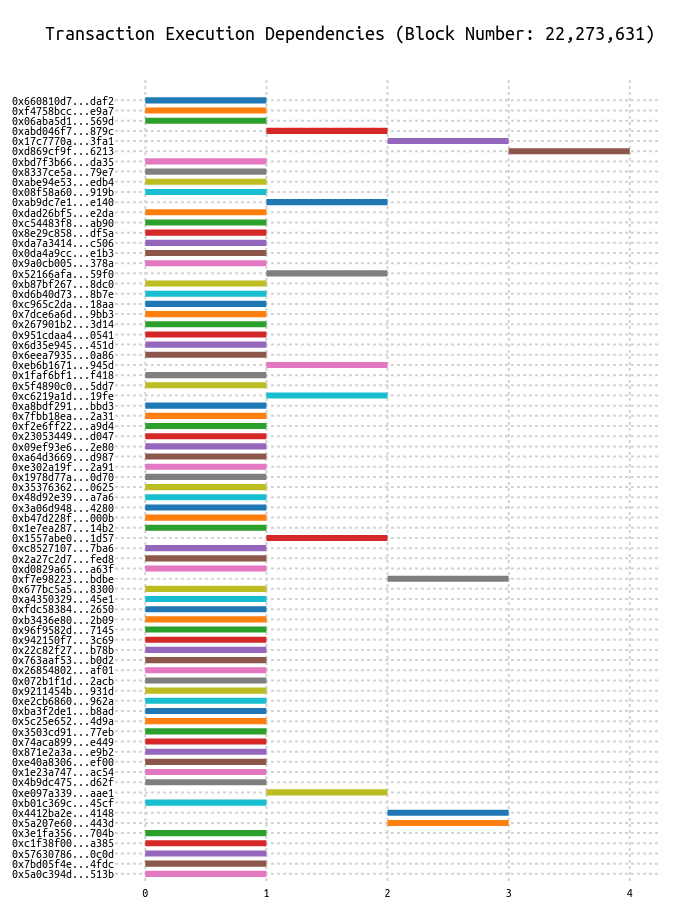 Transaction Execution Dependencies (Block Number: 22,273,631)
0x660810d7...daf2
0xf4758bcc...e9a7
0x06aba5d1...569d
0xabd046f7...879c
0x17c7770a...3fa1
0xd869cf9f...6213
0xbd7f3b66...da35
0x8337ce5a...79e7
0xabe94e53...edb4
0x08f58a60...919b
0xab9dc7e1...e140
0xdad26bf5...e2da
0xc54483f8...ab90
0x8e29c858...df5a
0xda7a3414...c506
0x0da4a9cc...e1b3
0x9a0cb005...378a
0x52166afa...59f0
0xb87bf267...8dc0
0xd6b40d73...8b7e
0xc965c2da...18aa
0x7dce6a6d...9bb3
0x267901b2...3d14
0x951cdaa4...0541
0x6d35e945...451d
0x6eea7935...0a86
0xeb6b1671...945d
0x1faf6bf1...f418
0x5f4890c0...5dd7
0xc6219a1d...19fe
0xa8bdf291...bbd3
0x7fbb18ea...2a31
0xf2e6ff22...a9d4
0x23053449...d047
0x09ef93e6...2e80
0xa64d3669...d987
0xe302a19f...2a91
0x1978d77a...0d70
0x35376362...0625
0x48d92e39...a7a6
0x3a06d948...4280
0xb47d228f...000b
0x1e7ea287...14b2
0x1557abe0...1d57
0xc8527107...7ba6
0x2a27c2d7...fed8
0xd0829a65...a63f
0xf7e98223...bdbe
0x677bc5a5...8300
0xa4350329...45e1
0xfdc58384...2650
0xb3436e80...2b09
0x96f9582d...7145
0x942150f7...3c69
0x22c82f27...b78b
0x763aaf53...b0d2
0x26854802...af01
0x072b1f1d...2acb
0x9211454b...931d
0xe2cb6860...962a
0xba3f2de1...b8ad
0x5c25e652...4d9a
0x3503cd91...77eb
0x74aca899...e449
0x871e2a3a...e9b2
0xe40a8306...ef00
0x1e23a747...ac54
0x4b9dc475...d62f
0xe097a339...aae1
0xb01c369c...45cf
0x4412ba2e...4148
0x5a207e60...443d
0x3e1fa356...704b
0xc1f38f00...a385
0x57630786...0c0d
0x7bd05f4e...4fdc
0x5a0c394d...513b
0 1 2 3 4